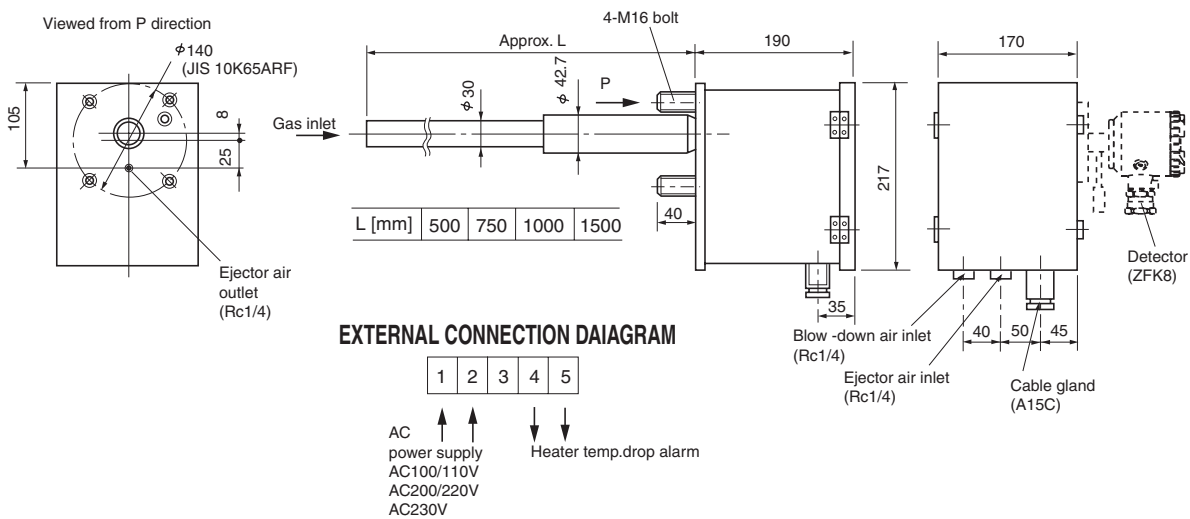 Viewed from P direction
φ140
(JIS 10K65ARF)
105
8
25
Ejector air
outlet
(Rc1/4)
4-M16 bolt
Approx. L
190
φ 30
φ 42.7
P
Gas inlet
40
217
35
L [mm] 500 750 1000 1500
170
Detector
(ZFK8)
40 50 45
Blow -down air inlet
(Rc1/4)
Ejector air inlet
(Rc1/4)
Cable gland
(A15C)
EXTERNAL CONNECTION DAIAGRAM
1 2 3 4 5
AC
power supply
AC100/110V
AC200/220V
AC230V
Heater temp.drop alarm